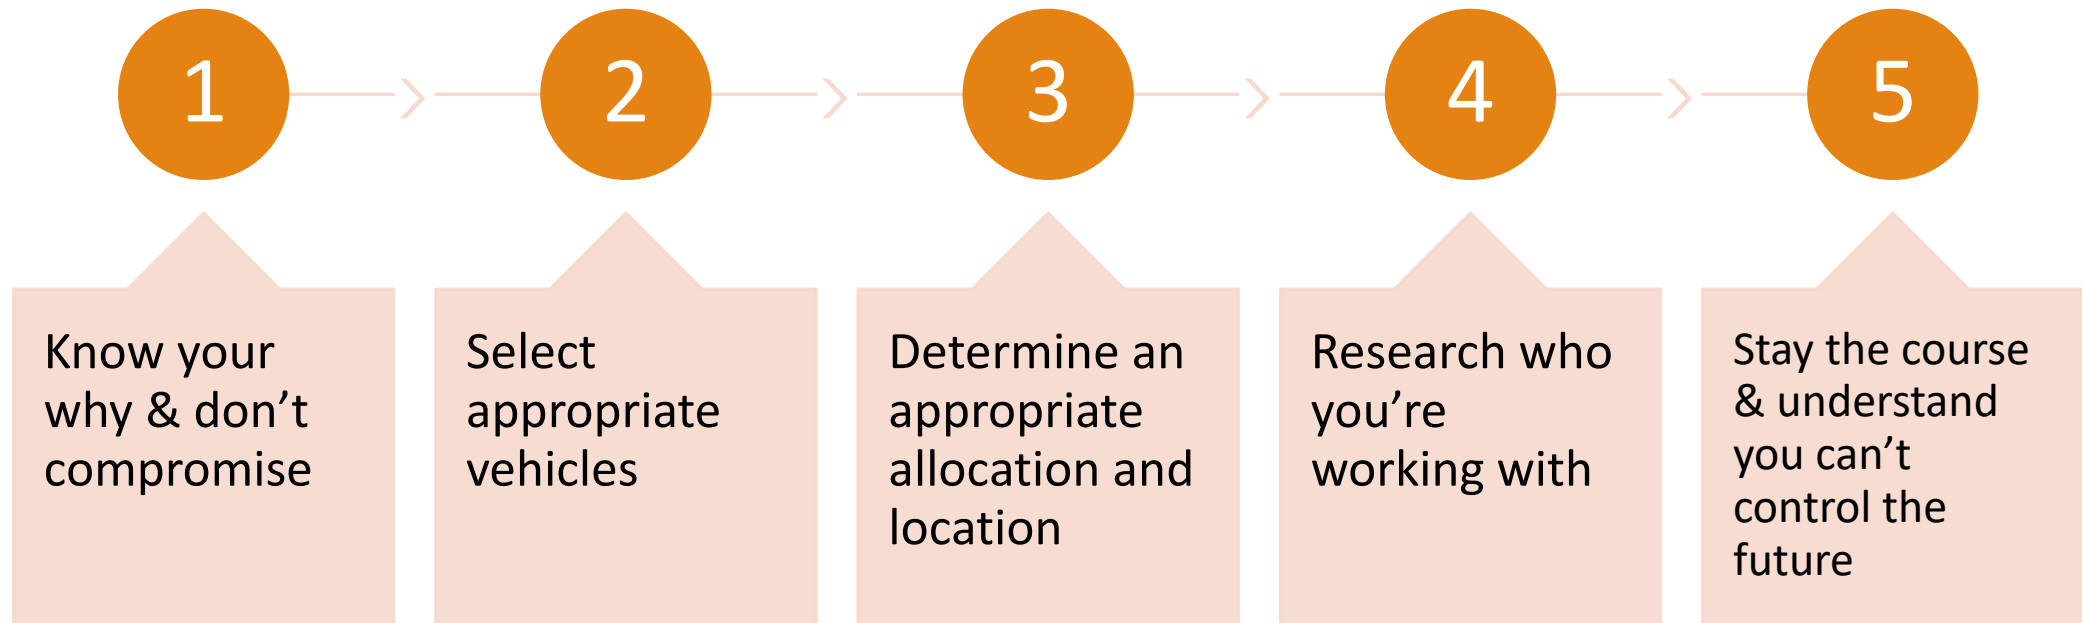 1
2
3
4
5
Know your
why & don’t
compromise
Select
appropriate
vehicles
Determine an
appropriate
allocation and
location
Research who
you’re
working with
Stay the course
& understand
you can’t
control the
future